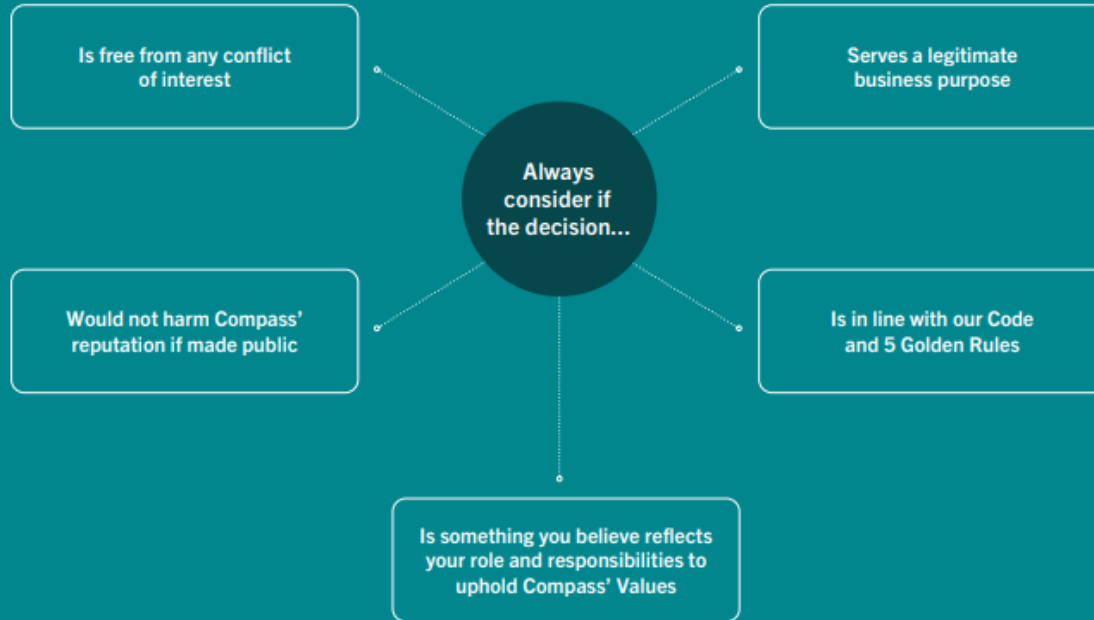 Is free from any conflict
of interest
Serves a legitimate
business purpose
Always
consider if
the decision...
Would not harm Compass’
reputation if made public
Is in line with our Code
and 5 Golden Rules
Is something you believe reflects
your role and responsibilities to
uphold Compass’ Values